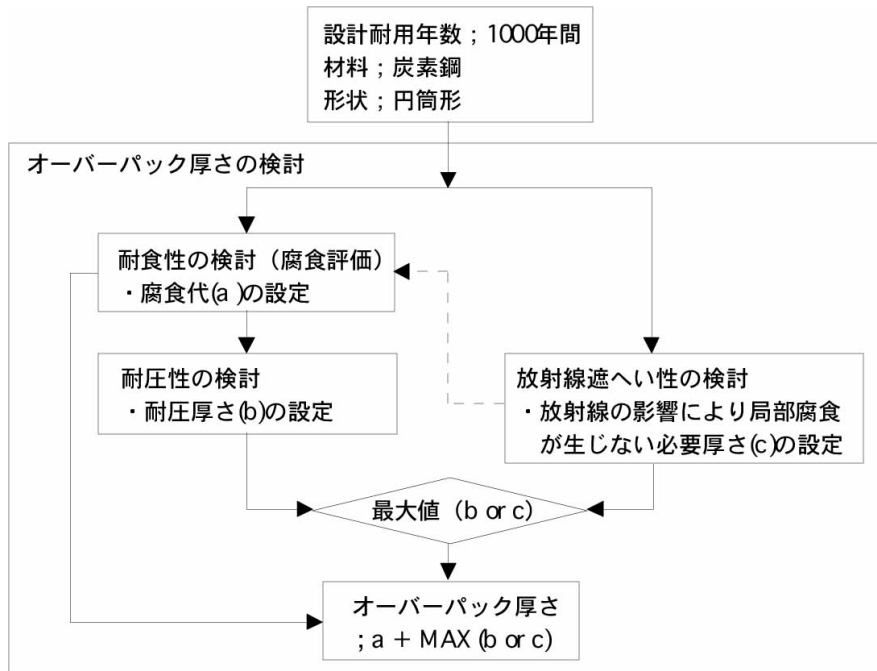 設計耐用年数；1000年間
材料；炭素鋼
形状；円筒形
オーバーパック厚さの検討
耐食性の検討（腐食評価）
・腐食代(a)の設定
耐圧性の検討
・耐圧厚さ(b)の設定
放射線遮へい性の検討
・放射線の影響により局部腐食
が生じない必要厚さ(c)の設定
最大値（b or c）
オーバーパック厚さ
；a + MAX (b or c)